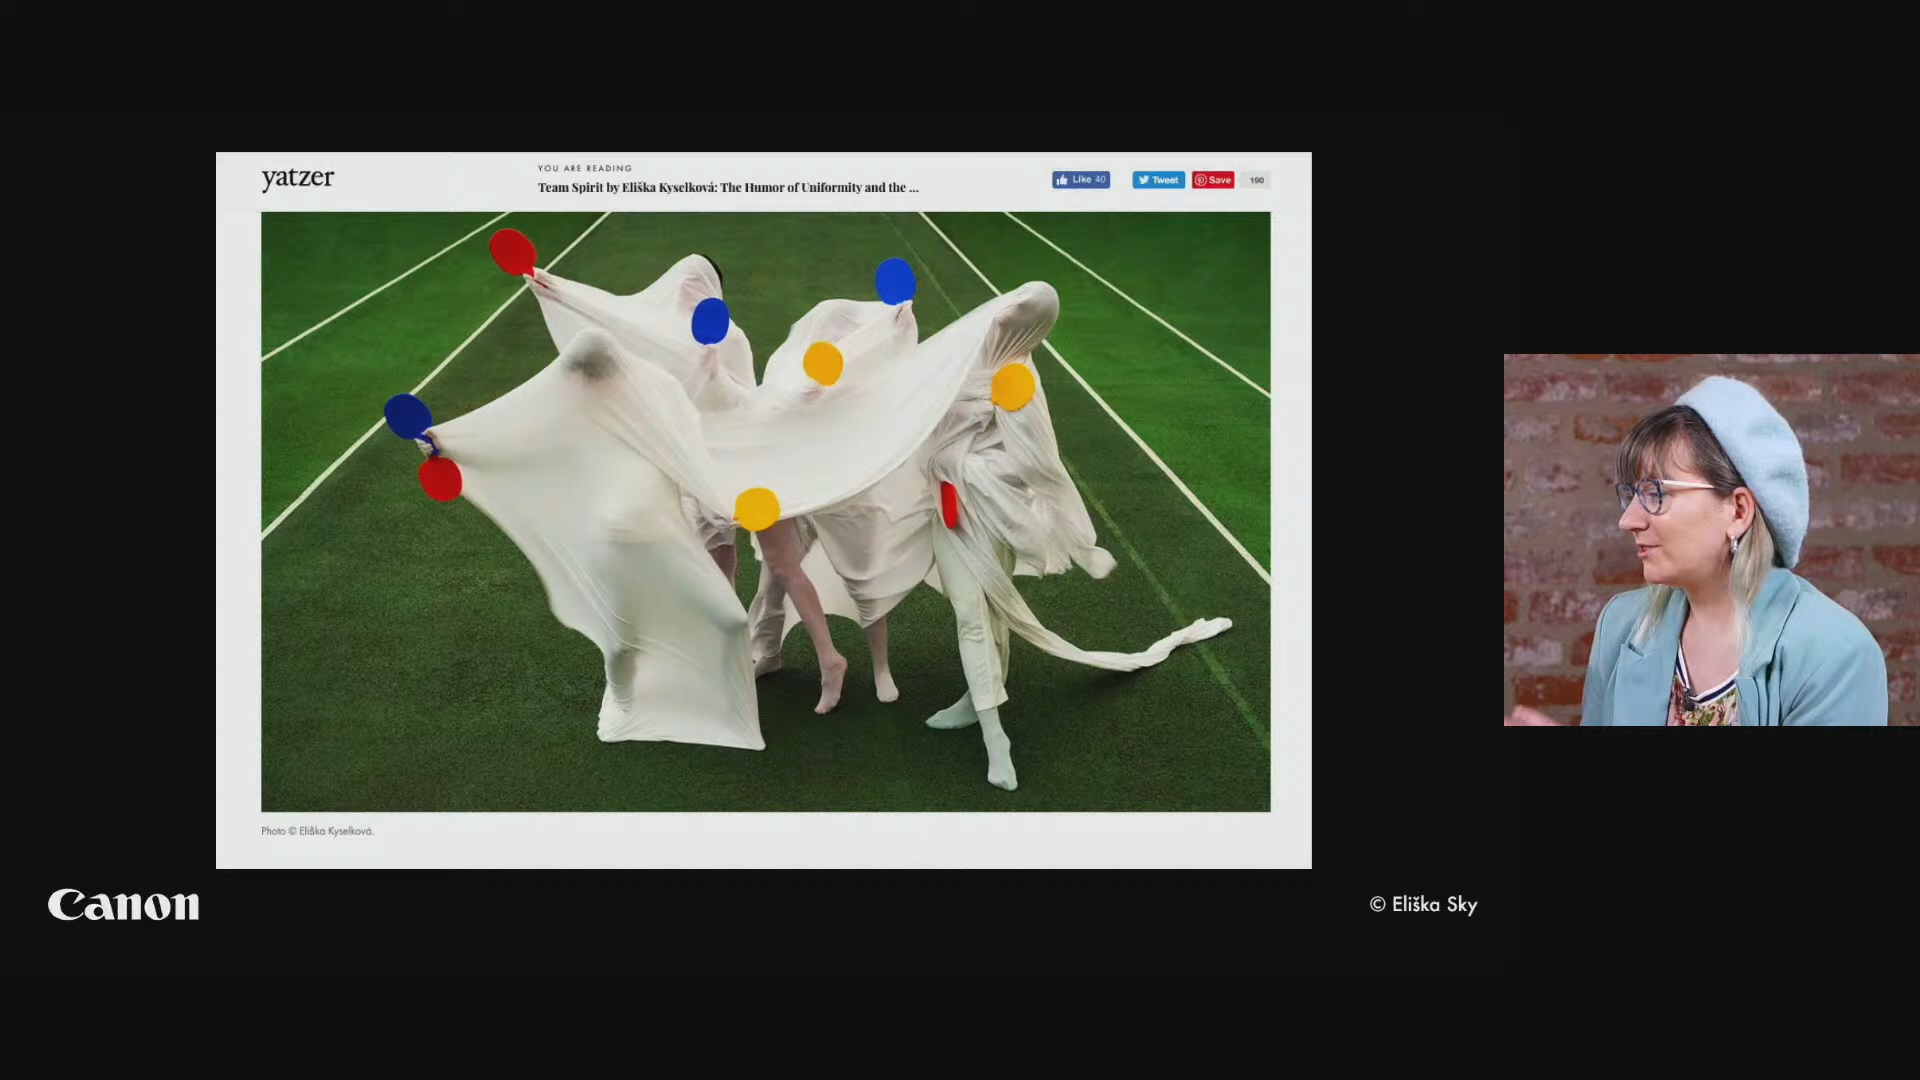 yatzer
YOU ARE READING
Team Spirit by Eliška Kyselková: The Humor of Uniformity and the ...
Like 40
Tweet
Save
190
Photo © Eliška Kyselková.
Canon
© Eliška Sky